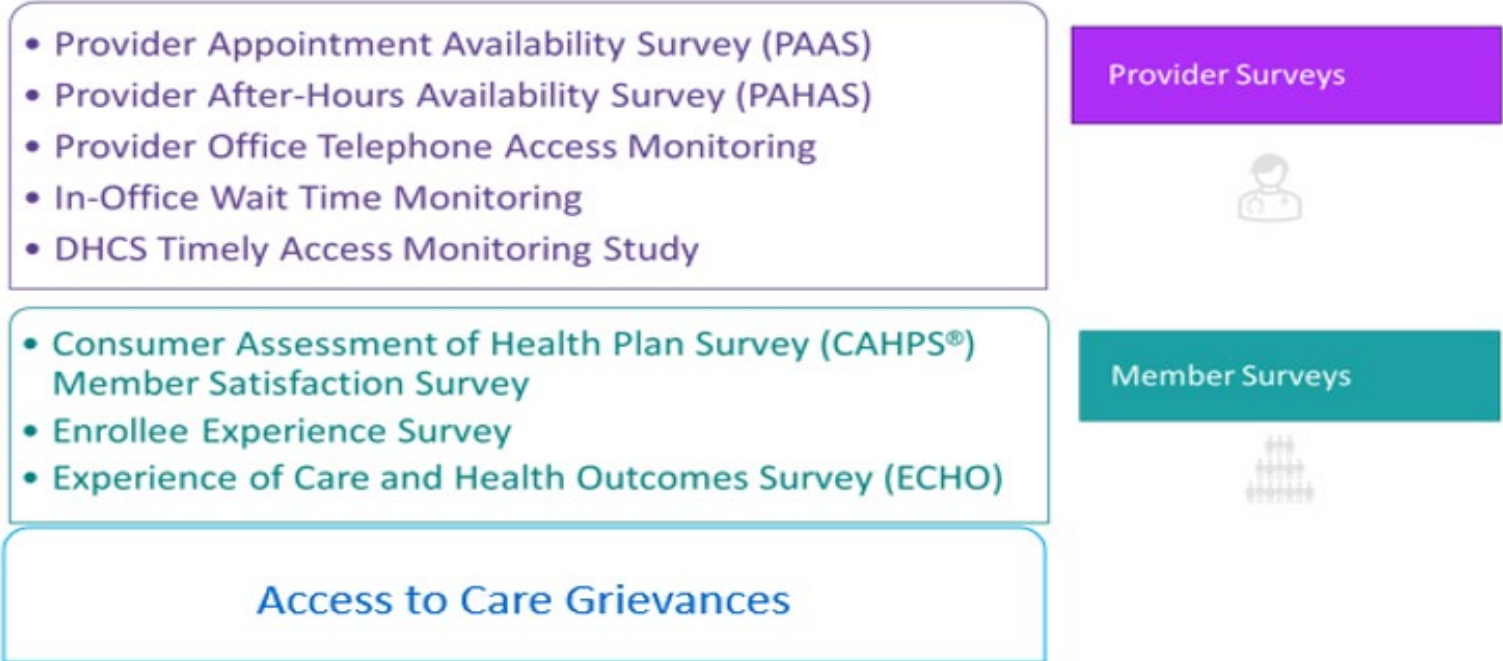 • Provider Appointment Availability Survey (PAAS)
• Provider After-Hours Availability Survey (PAHAS)
• Provider Office Telephone Access Monitoring
• In-Office Wait Time Monitoring
• DHCS Timely Access Monitoring Study
Provider Surveys
• Consumer Assessment of Health Plan Survey (CAHPS®)
Member Satisfaction Survey
• Enrollee Experience Survey
• Experience of Care and Health Outcomes Survey (ECHO)
Member Surveys
Access to Care Grievances